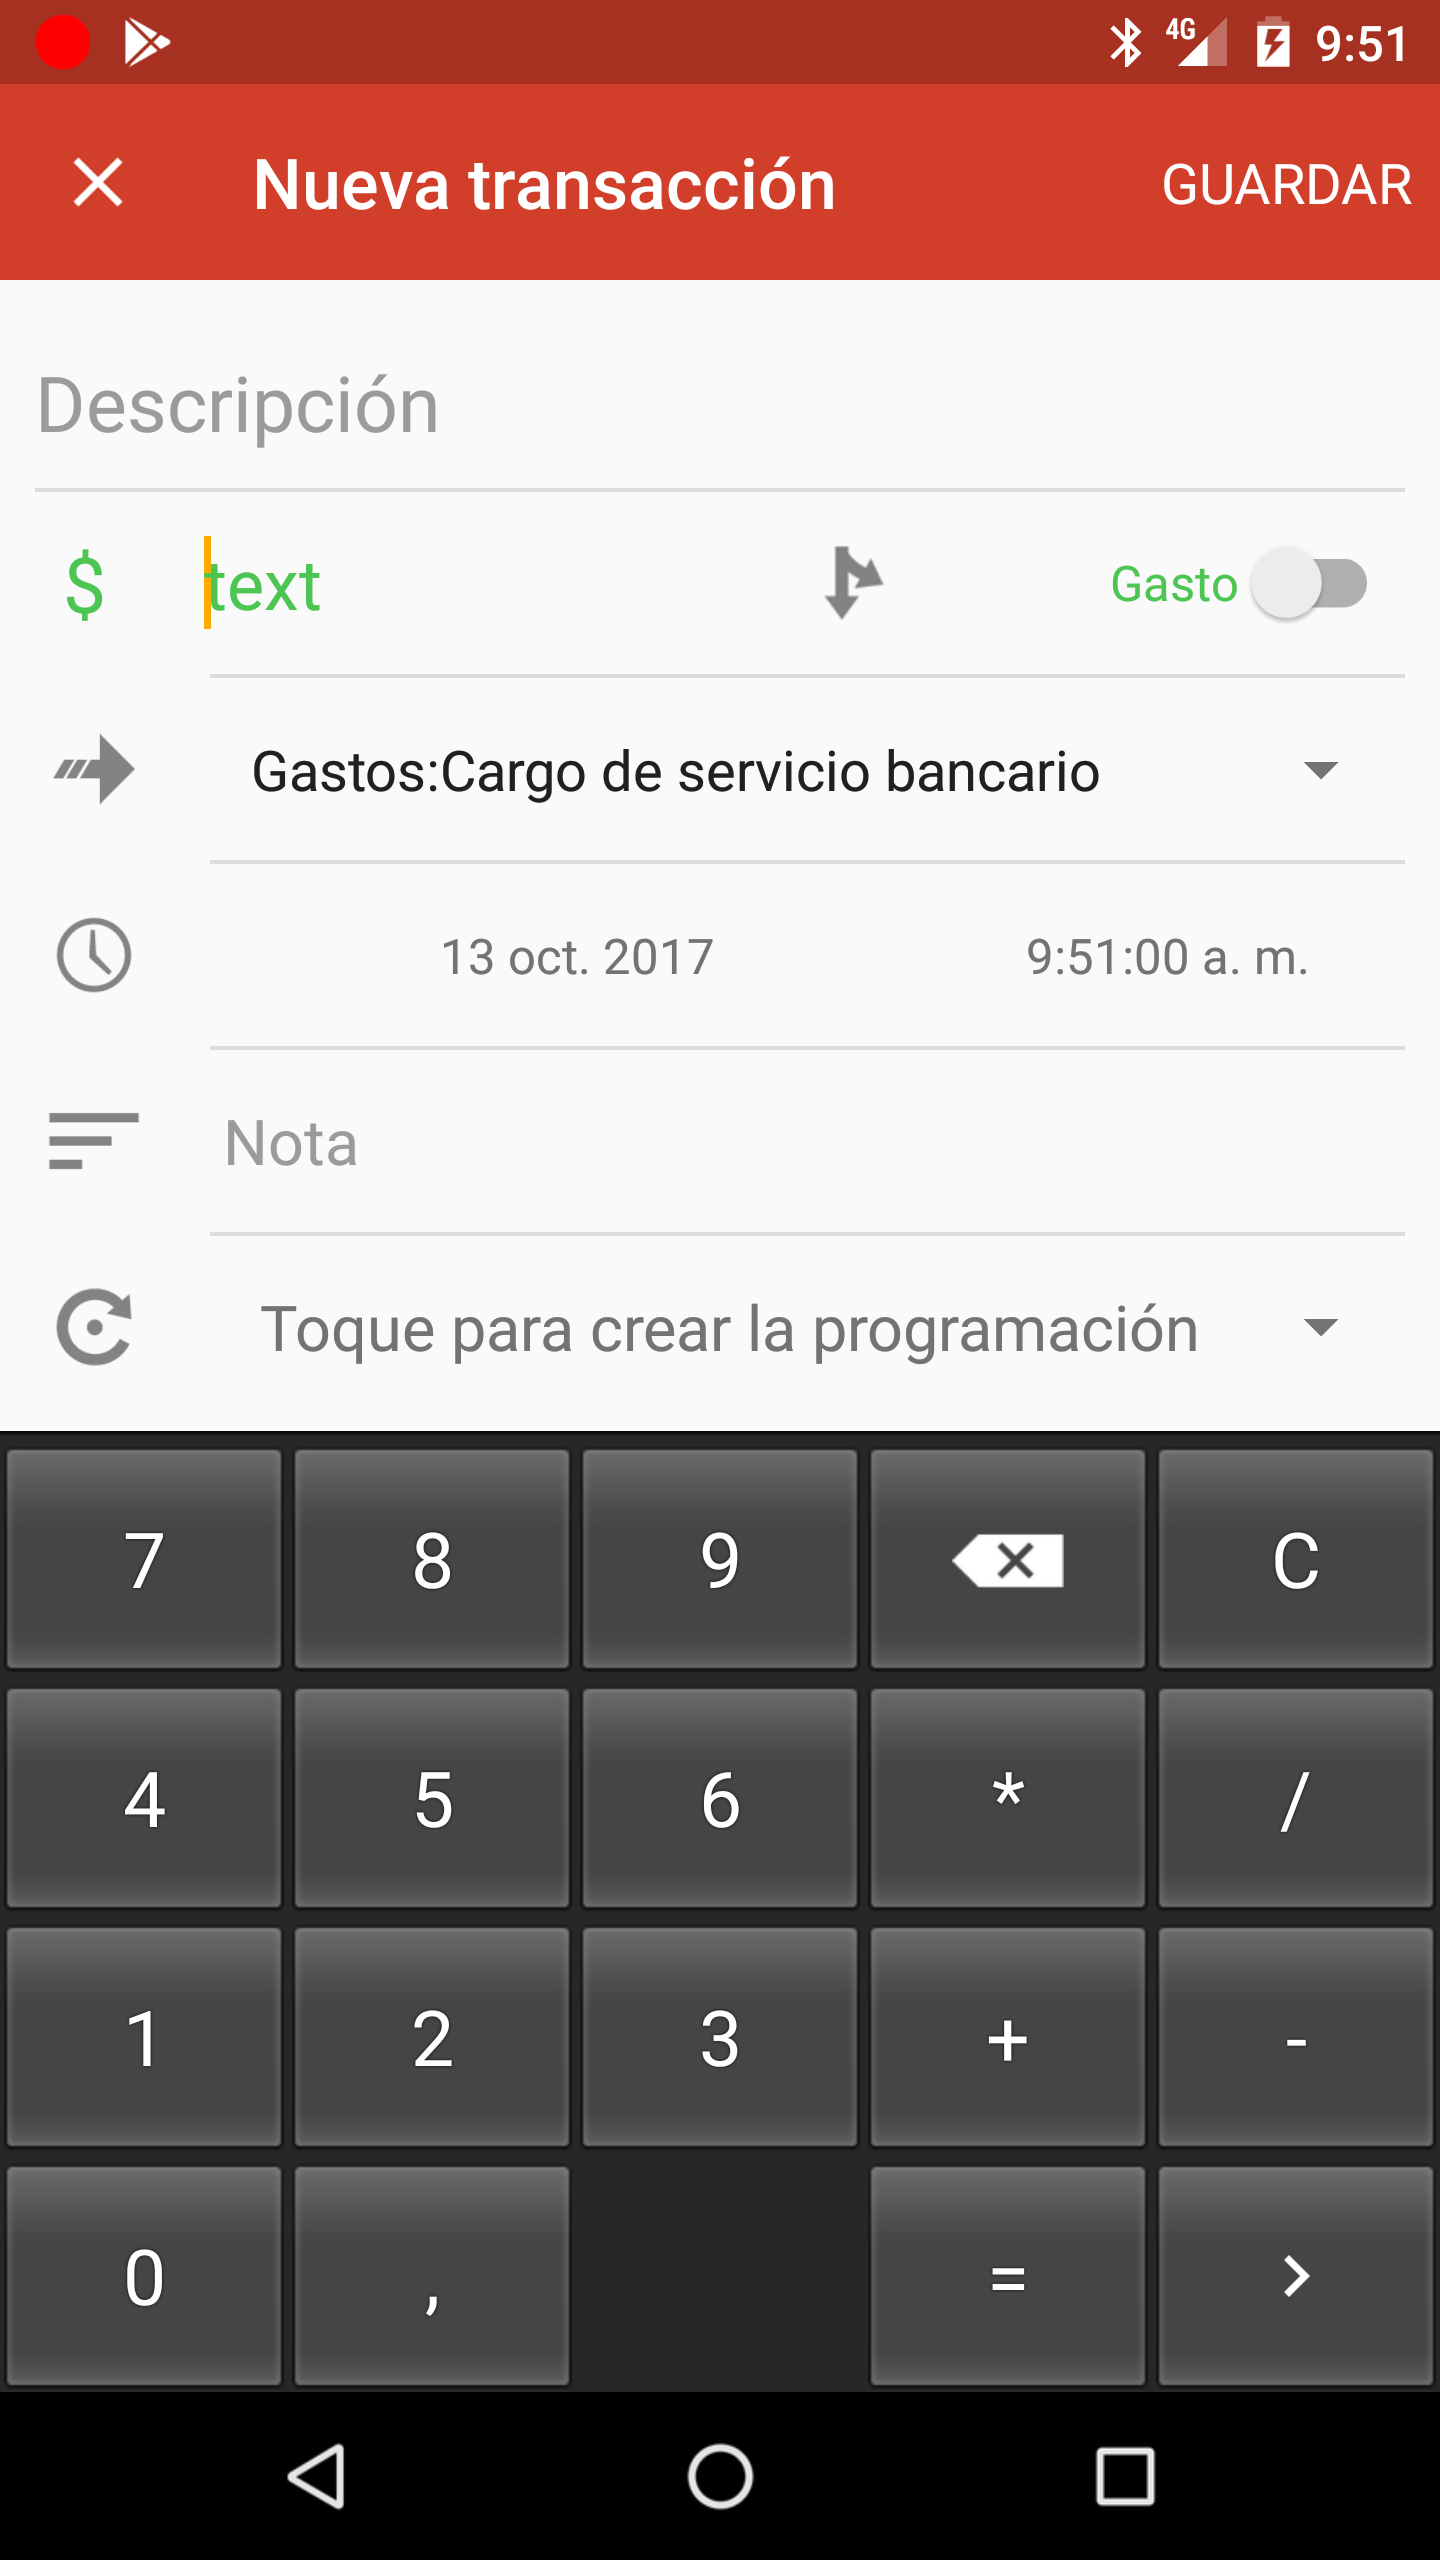 4G 9:51
Nueva transacción GUARDAR
Descripción
$ text Gasto
Gastos:Cargo de servicio bancario
13 oct. 2017 9:51:00 a. m.
Nota
Toque para crear la programación
7 8 9 C
4 5 6 * /
1 2 3 + -
0 , =